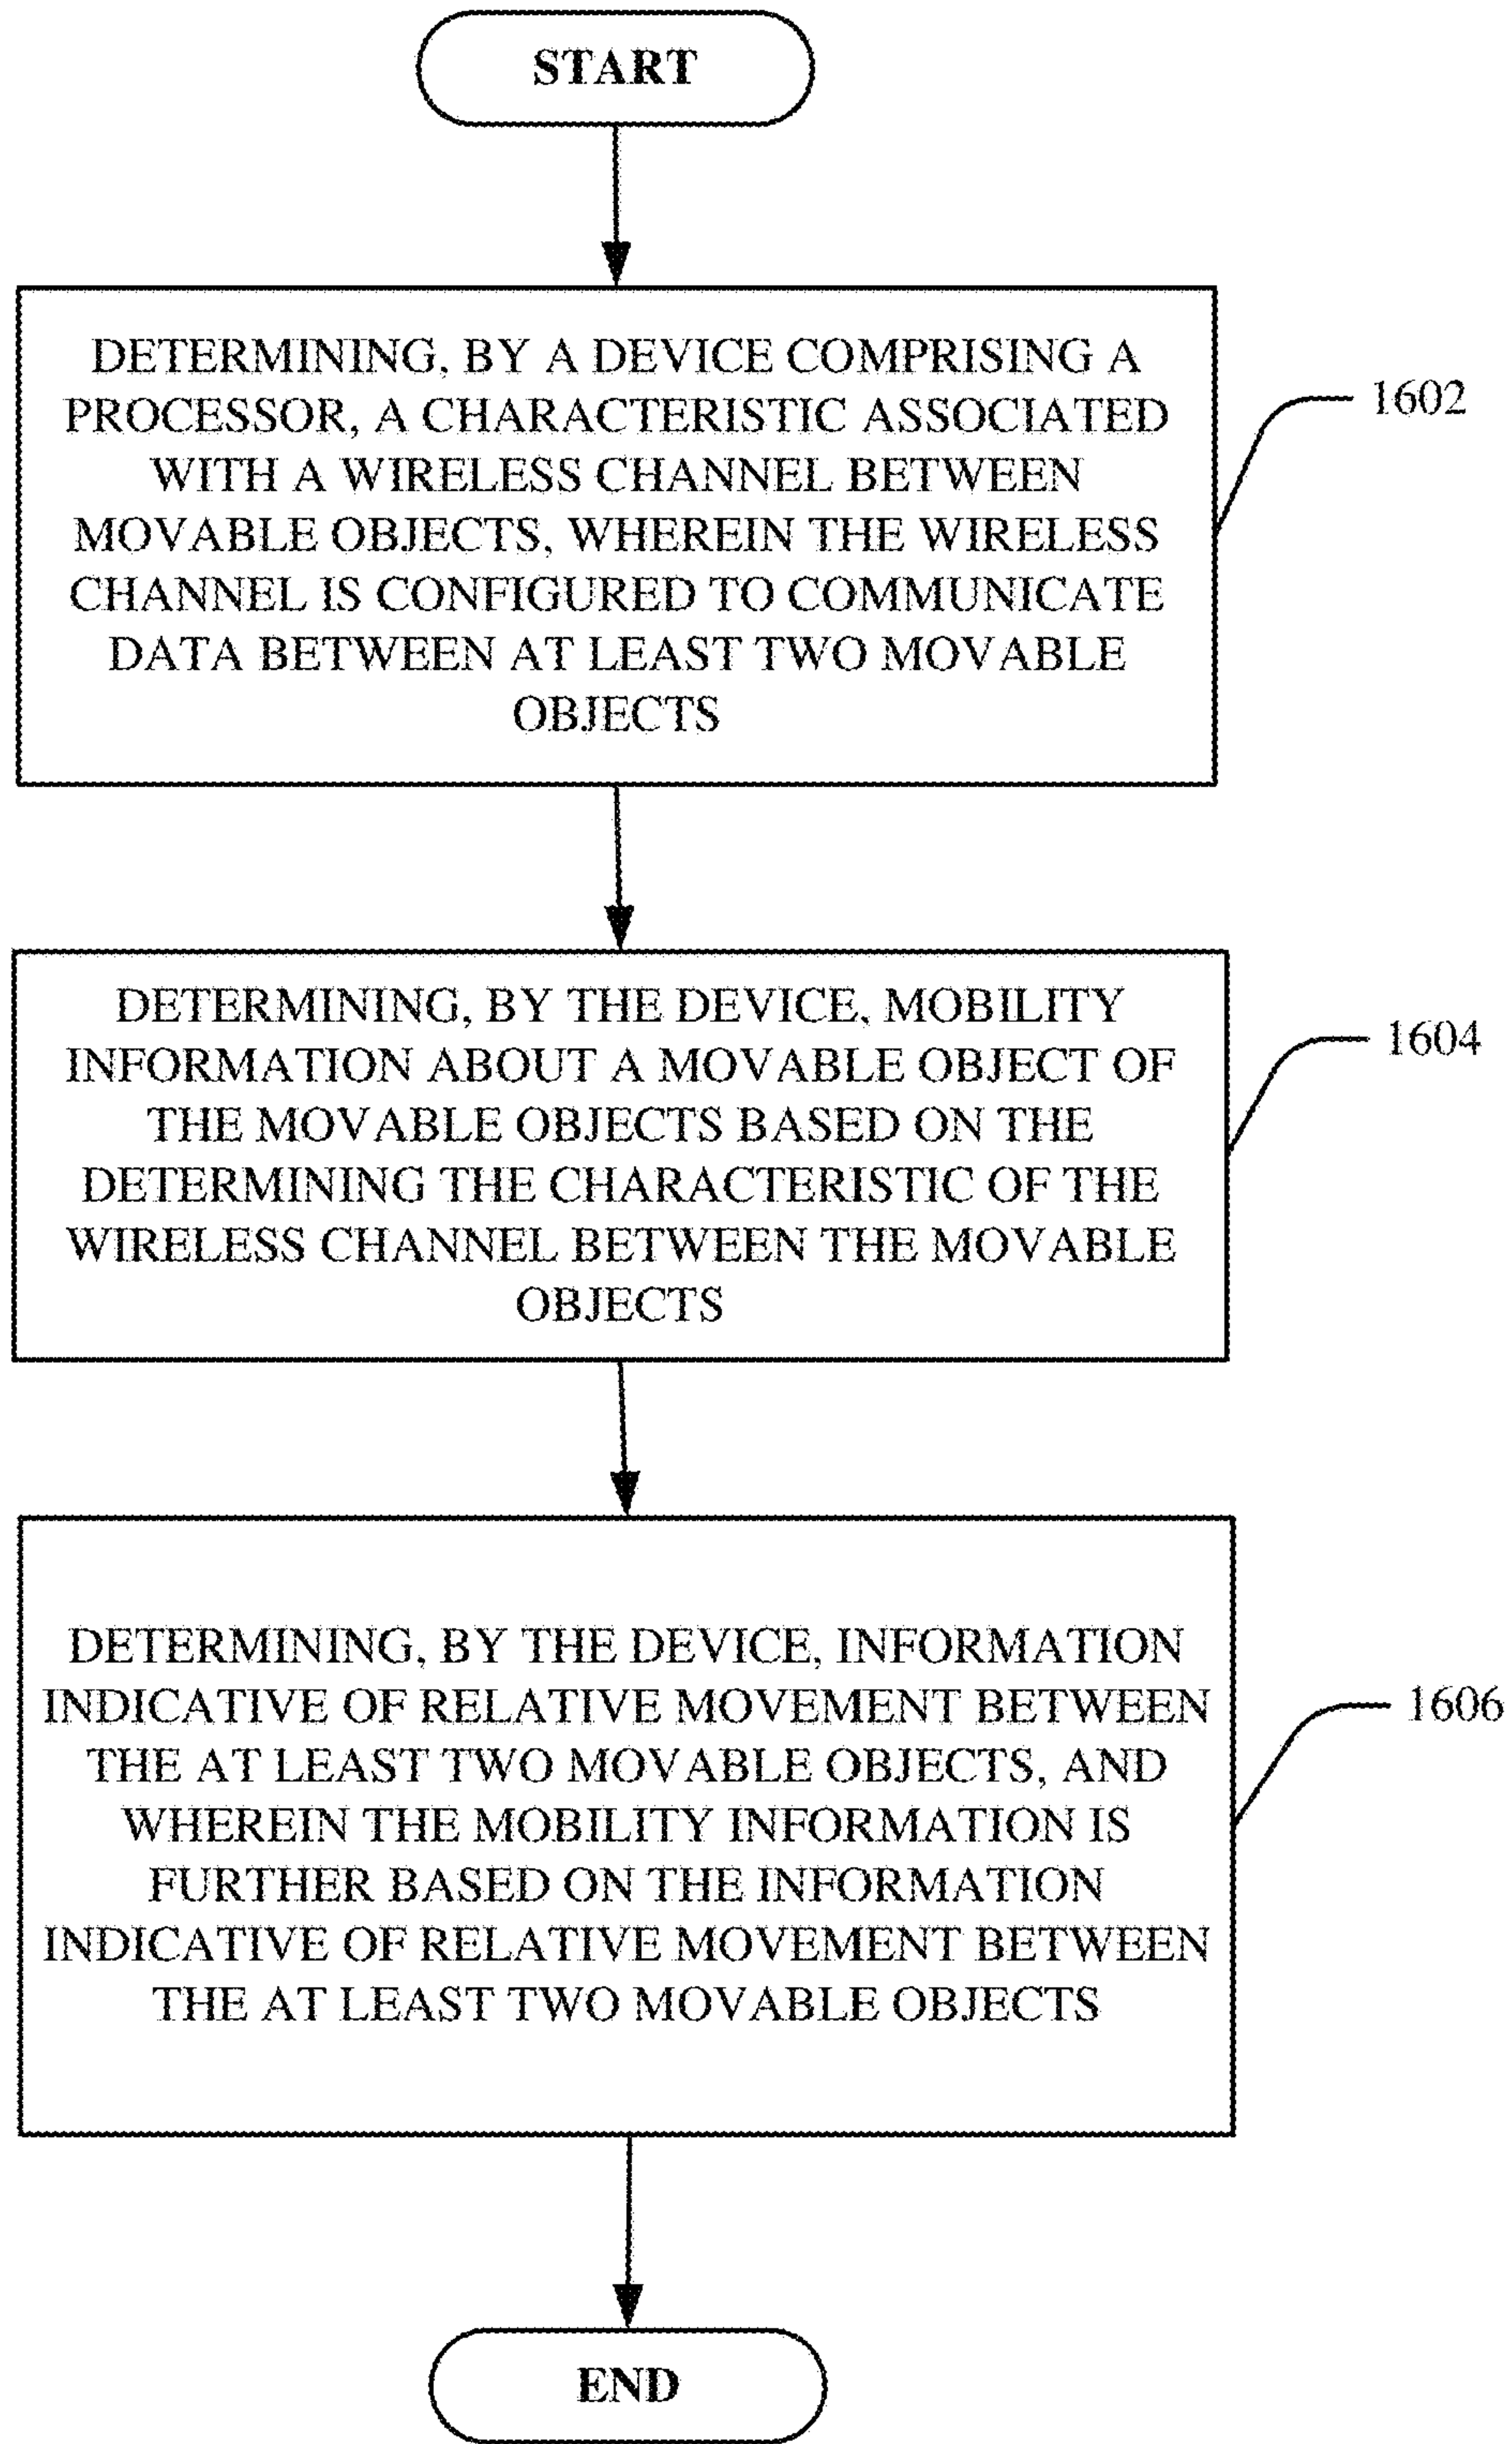 START
DETERMINING, BY A DEVICE COMPRISING A
PROCESSOR, A CHARACTERISTIC ASSOCIATED
WITH A WIRELESS CHANNEL BETWEEN
MOVABLE OBJECTS, WHEREIN THE WIRELESS
CHANNEL IS CONFIGURED TO COMMUNICATE
DATA BETWEEN AT LEAST TWO MOVABLE
OBJECTS
1602
DETERMINING, BY THE DEVICE, MOBILITY
INFORMATION ABOUT A MOVABLE OBJECT OF
THE MOVABLE OBJECTS BASED ON THE
DETERMINING THE CHARACTERISTIC OF THE
WIRELESS CHANNEL BETWEEN THE MOVABLE
OBJECTS
1604
DETERMINING, BY THE DEVICE, INFORMATION
INDICATIVE OF RELATIVE MOVEMENT BETWEEN
THE AT LEAST TWO MOVABLE OBJECTS, AND
WHEREIN THE MOBILITY INFORMATION IS
FURTHER BASED ON THE INFORMATION
INDICATIVE OF RELATIVE MOVEMENT BETWEEN
THE AT LEAST TWO MOVABLE OBJECTS
1606
END